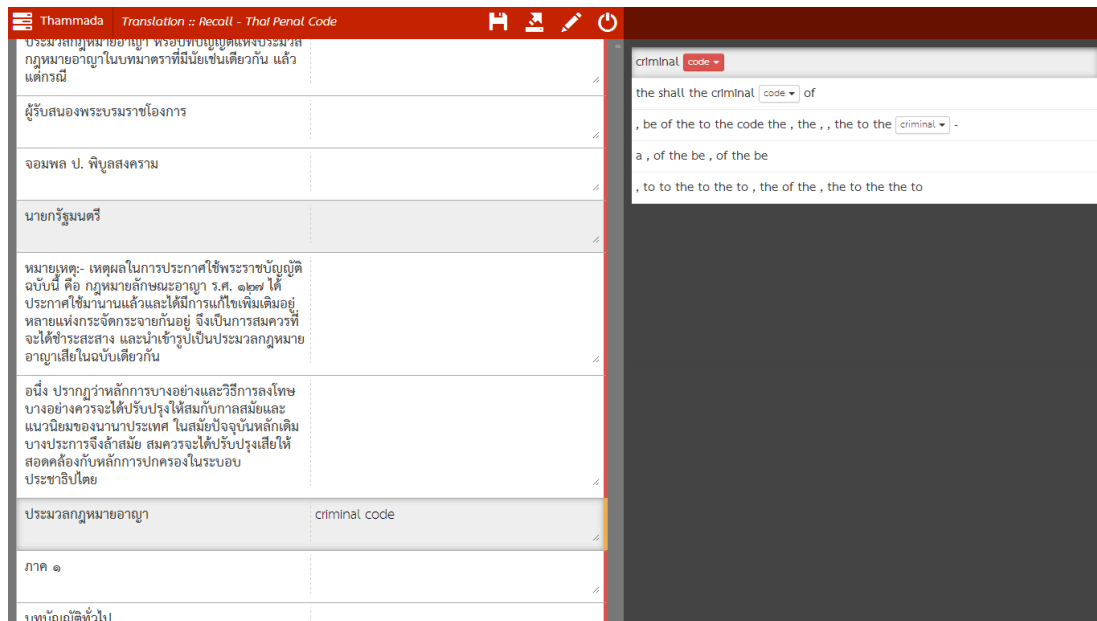 Thammada Translation :: Recall - Thai Penal Code
ประมวลกฎหมายอาญา หรือบทบัญญัติแห่งประมวล
กฎหมายอาญาในบทมาตราที่มีนัยเช่นเดียวกัน แล้ว
แต่กรณี
ผู้รับสนองพระบรมราชโองการ
จอมพล ป. พิบูลสงคราม
นายกรัฐมนตรี
หมายเหตุ:- เหตุผลในการประกาศใช้พระราชบัญญัติ
ฉบับนี้ คือ กฎหมายลักษณะอาญา ร.ศ. ๑๒๗ ได้
ประกาศใช้มานานแล้วและได้มีการแก้ไขเพิ่มเติมอยู่
หลายแห่งกระจัดกระจายกันอยู่ จึงเป็นการสมควรที่
จะได้ชำระสะสาง และนำเข้ารูปเป็นประมวลกฎหมาย
อาญาเสียในฉบับเดียวกัน
อนึ่ง ปรากฏว่าหลักการบางอย่างและวิธีการลงโทษ
บางอย่างควรจะได้ปรับปรุงให้สมกับกาลสมัยและ
แนวนิยมของนานาประเทศ ในสมัยปัจจุบันหลักเดิม
บางประการจึงล้าสมัย สมควรจะได้ปรับปรุงเสียให้
สอดคล้องกับหลักการปกครองในระบอบ
ประชาธิปไตย
ประมวลกฎหมายอาญา
criminal code
ภาค ๑
บทบัญญัติทั่วไป
criminal code
the shall the criminal code of
, be of the to the code the , the , , the to the criminal -
a , of the be , of the be
, to to the to the to , the of the , the to the the to